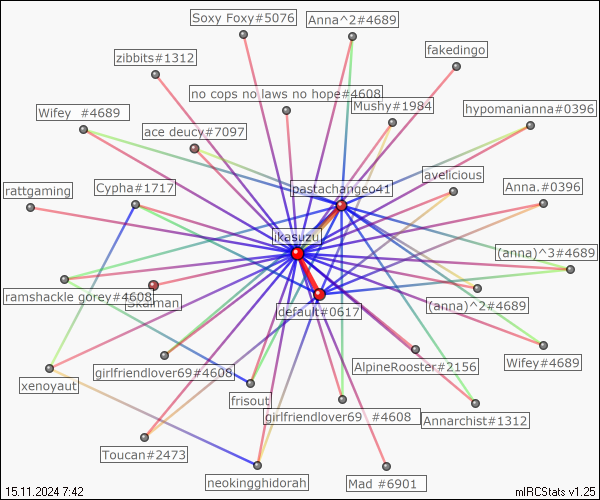 Soxy Foxy#5076
Anna^2#4689
fakedingo
zibbits#1312
no cops no laws no hope#4608
Mushy#1984
Wifey  #4689
hypomanianna#0396
ace deucy#7097
avelicious
rattgaming
Cypha#1717
pastachangeo41
Anna.#0396
ikasuzu
(anna)^3#4689
ramshackle gorey#4608
default#0617
(anna)^2#4689
girlfriendlover69#4608
AlpineRooster#2156
Wifey#4689
xenoyaut
frisout
girlfriendlover69  #4608
Annarchist#1312
Toucan#2473
neokingghidorah
Mad #6901
15.11.2024 7:42
mIRCStats v1.25